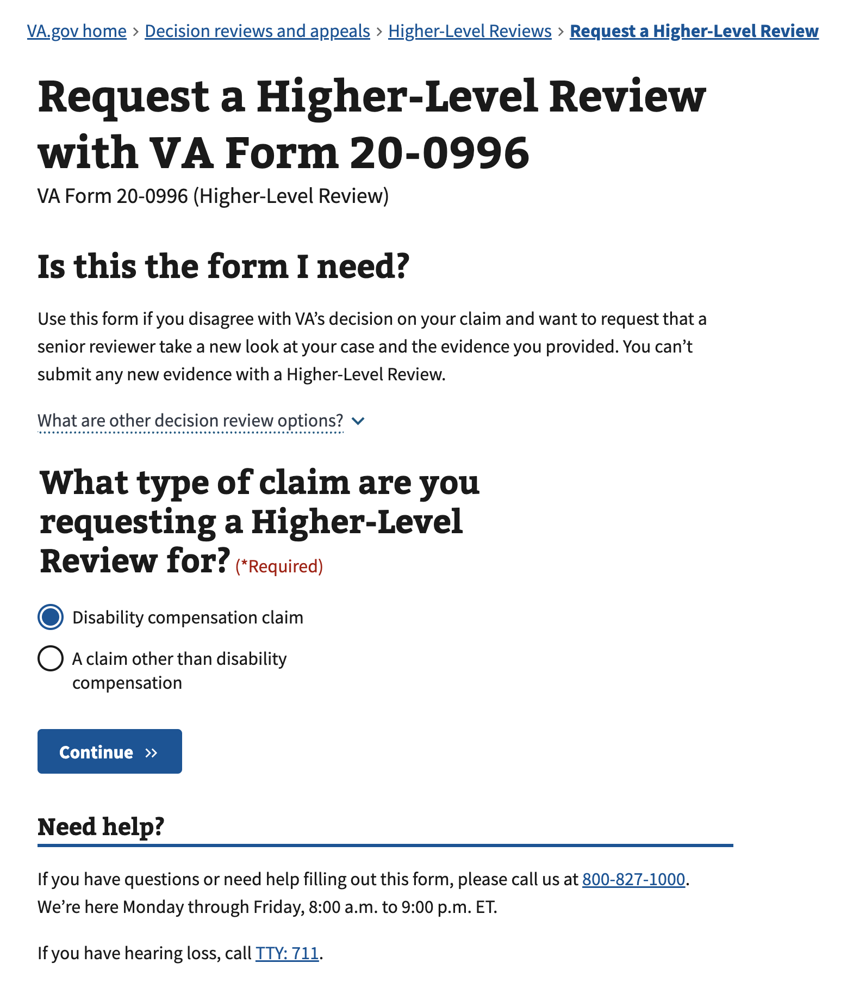 VA.gov home › Decision reviews and appeals › Higher-Level Reviews › Request a Higher-Level Review
Request a Higher-Level Review
with VA Form 20-0996
VA Form 20-0996 (Higher-Level Review)
Is this the form I need?
Use this form if you disagree with VA’s decision on your claim and want to request that a
senior reviewer take a new look at your case and the evidence you provided. You can’t
submit any new evidence with a Higher-Level Review.
What are other decision review options?
What type of claim are you
requesting a Higher-Level
Review for? (*Required)
Disability compensation claim
A claim other than disability
compensation
Continue »
Need help?
If you have questions or need help filling out this form, please call us at 800-827-1000.
We’re here Monday through Friday, 8:00 a.m. to 9:00 p.m. ET.
If you have hearing loss, call TTY: 711.